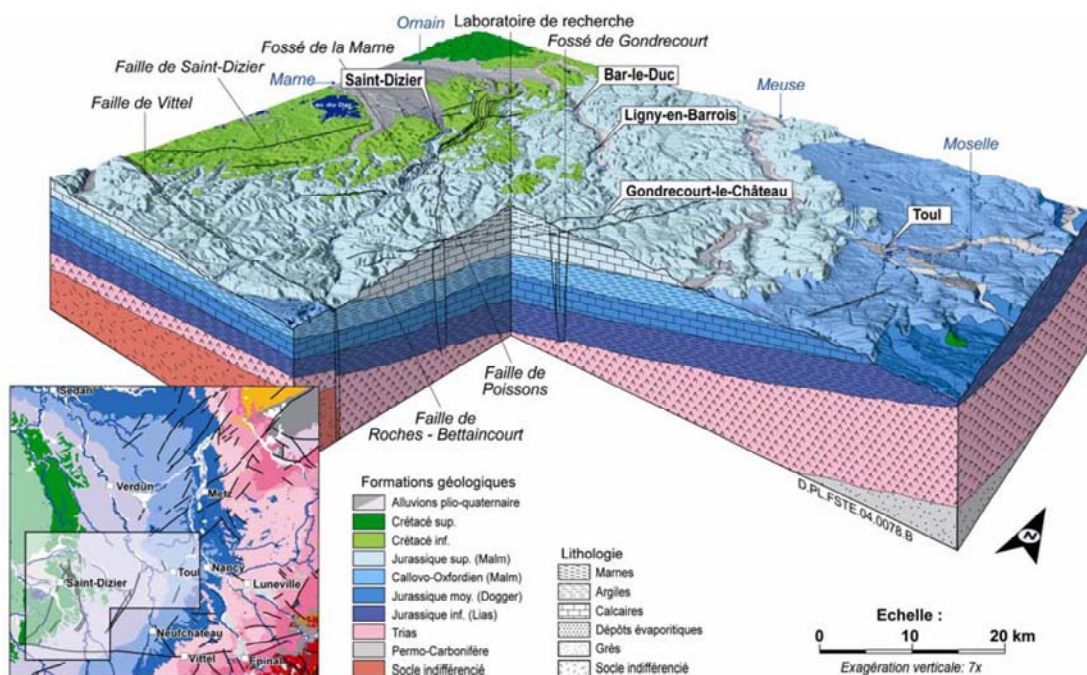 Ornain
Laboratoire de recherche
Fossé de la Marne
Fossé de Gondrecourt
Faille de Saint-Dizier
Marne
Saint-Dizier
Bar-le-Duc
Meuse
Faille de Vittel
Ligny-en-Barrois
Moselle
Gondrecourt-le-Château
Toul
Faille de
Poissons
Faille de
Roches - Bettaincourt
D.PL.FSTE.04.0078.B
N
Sedan
Verdun
Metz
Saint-Dizier
Toul
Nancy
Luneville
Neufchateau
Vittel
Epinal
Formations géologiques
Alluvions plio-quaternaire
Crétacé sup.
Crétacé inf.
Jurassique sup. (Malm)
Callovo-Oxfordien (Malm)
Jurassique moy. (Dogger)
Jurassique inf. (Lias)
Trias
Permo-Carbonifère
Socle indifférencié
Lithologie
Marnes
Argiles
Calcaires
Dépôts évaporitiques
Grès
Socle indifférencié
Echelle :
0 10 20 km
Exagération verticale: 7x